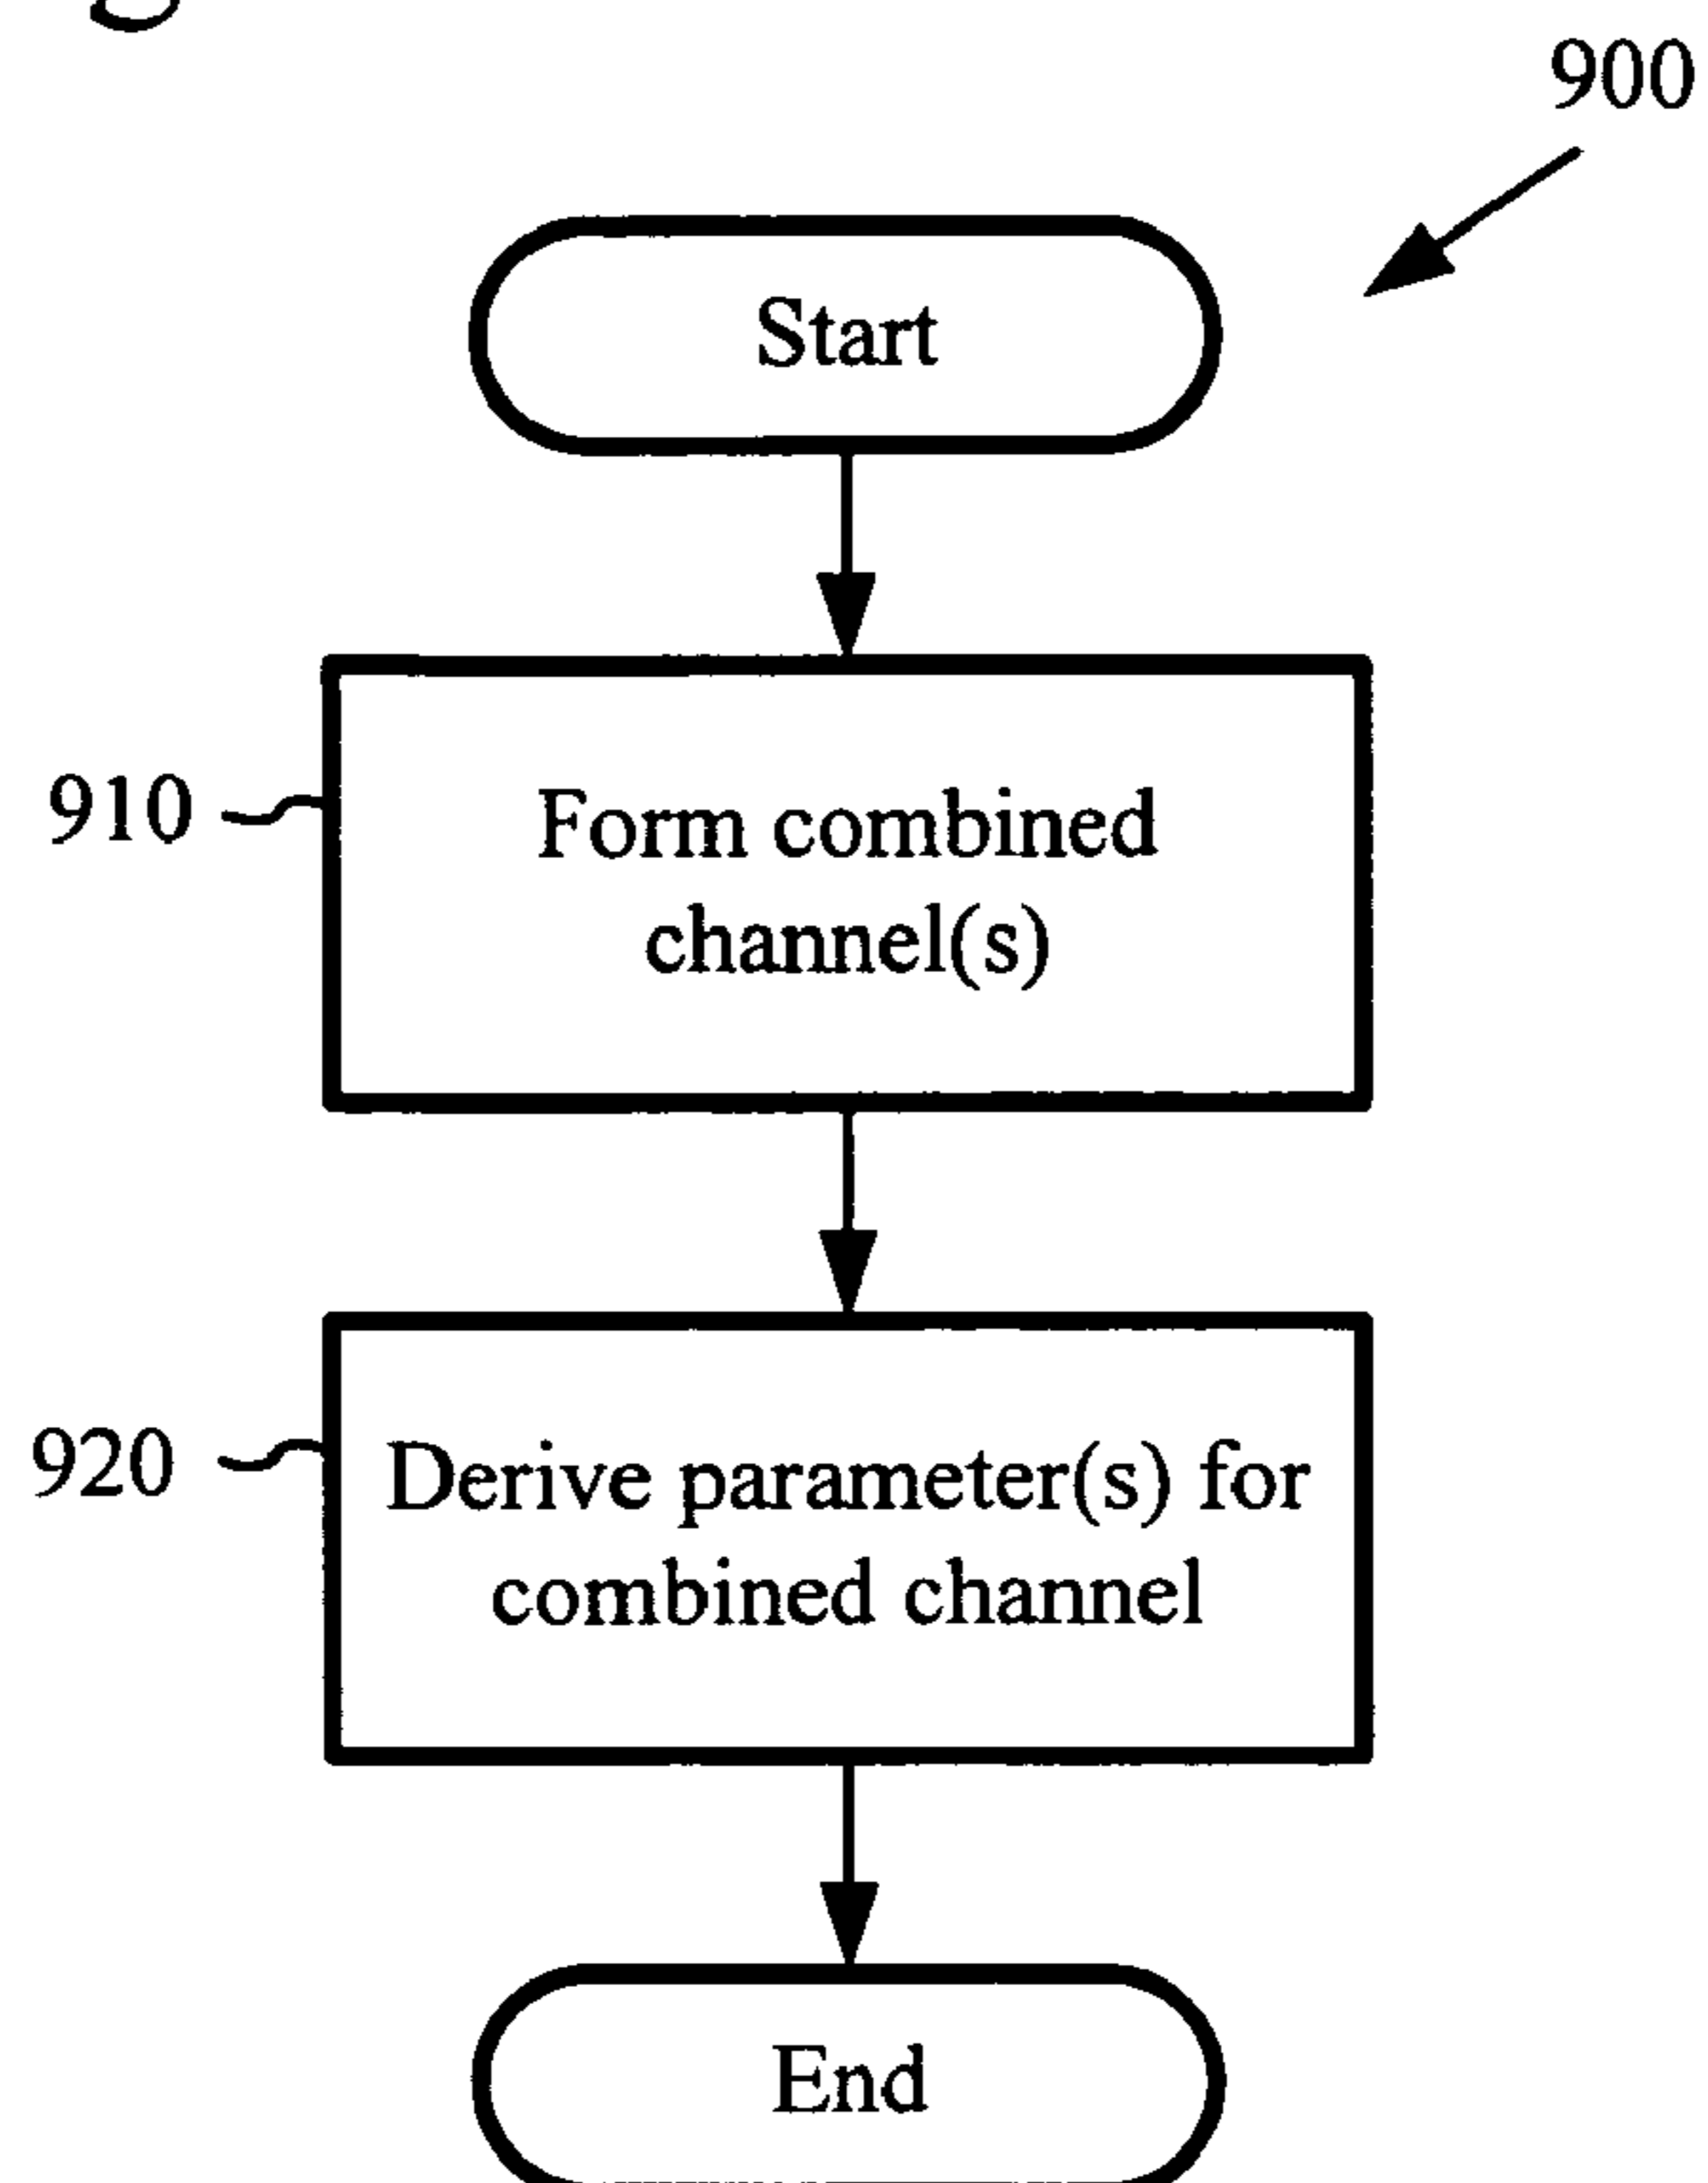 900
Start
910
Form combined
channel(s)
920
Derive parameter(s) for
combined channel
End